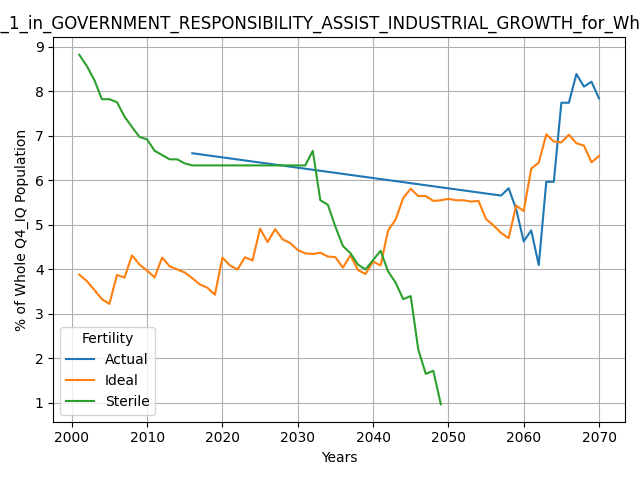 _1_in_GOVERNMENT_RESPONSIBILITY_ASSIST_INDUSTRIAL_GROWTH_for_Wh
% of Whole Q4_IQ Population
9
8
7
6
5
4
3
2
1
Fertility
Actual
Ideal
Sterile
2000 2010 2020 2030 2040 2050 2060 2070
Years